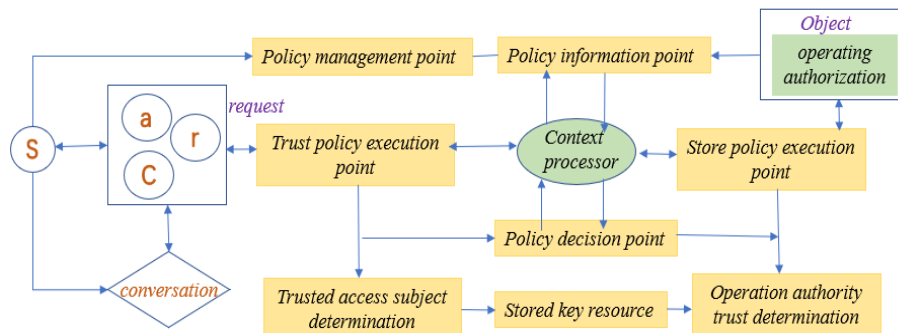 Object
operating
authorization
Policy management point
Policy information point
request
a
r
C
S
Trust policy execution
point
Context
processor
Store policy execution
point
Policy decision point
conversation
Trusted access subject
determination
Stored key resource
Operation authority
trust determination